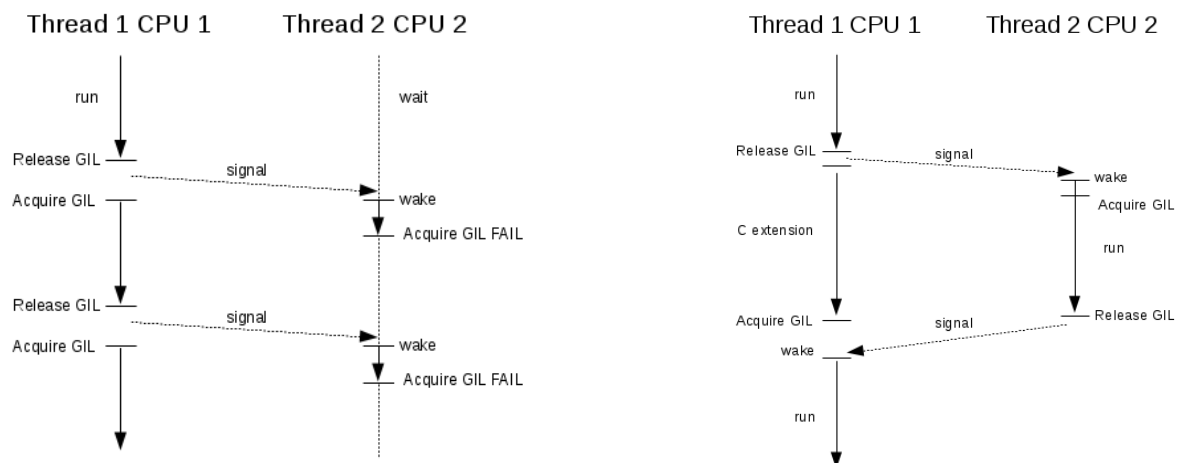 Thread 1 CPU 1
Thread 2 CPU 2
run
wait
Release GIL
signal
Acquire GIL
wake
Acquire GIL FAIL
Release GIL
signal
Acquire GIL
wake
Acquire GIL FAIL
Thread 1 CPU 1
Thread 2 CPU 2
run
Release GIL
signal
wake
Acquire GIL
C extension
run
Acquire GIL
signal
Release GIL
wake
run